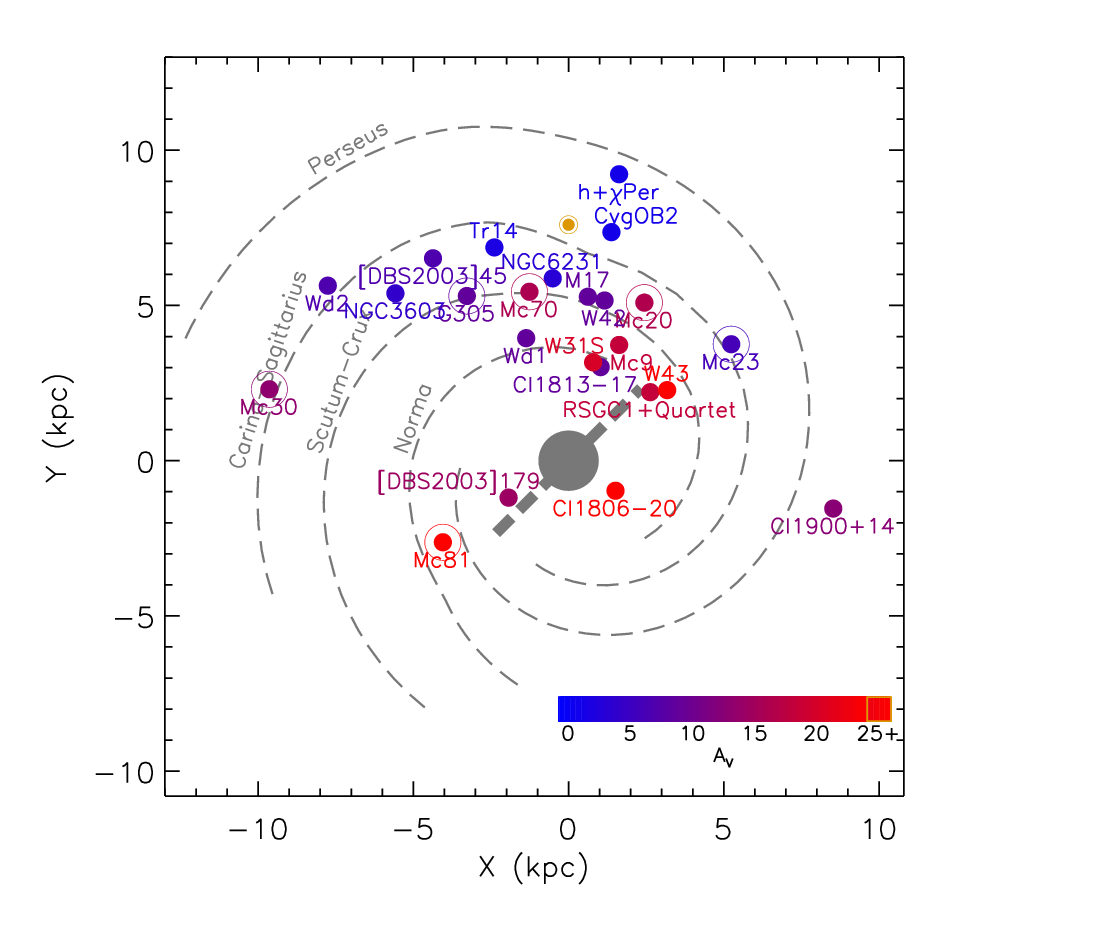 Perseus
h+χPer
CygOB2
Tr14
NGC6231
[DBS2003]45
M17
Wd2
NGC3603
G305
Mc70
W42
Mc20
Carina-Sagittarius
Scutum-Crux
Norma
Wd1
W31S
Mc9
W43
Mc23
Cl1813-17
Mc30
RSGC1+Quartet
[DBS2003]179
Cl1806-20
Cl1900+14
Mc81
10
5
0
-5
-10
Y (kpc)
0 5 10 15 20 25+
Av
-10 -5 0 5 10
X (kpc)